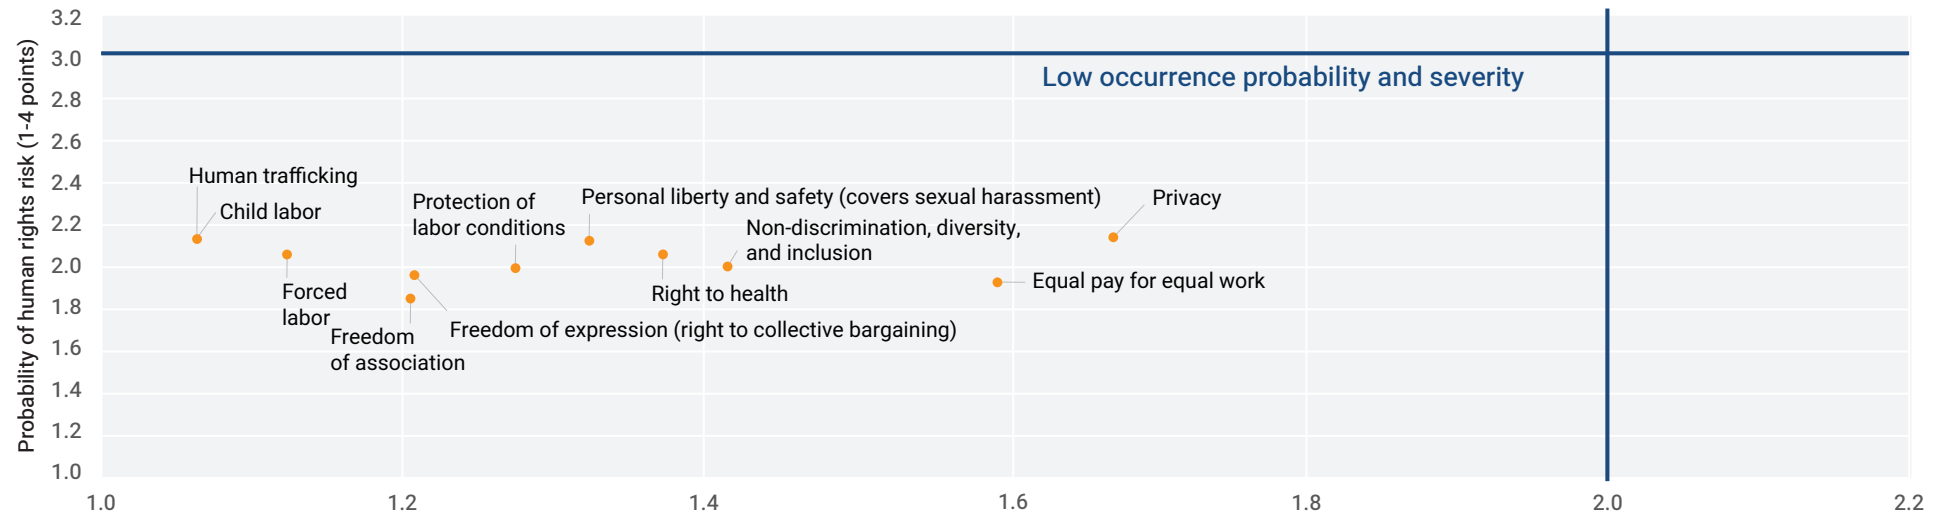 Probability of human rights risk (1-4 points)
3.2
3.0
2.8
2.6
2.4
2.2
2.0
1.8
1.6
1.4
1.2
1.0
Low occurrence probability and severity
Human trafficking
Child labor
Forced
labor
Freedom
of association
Protection of
labor conditions
Freedom of expression (right to collective bargaining)
Personal liberty and safety (covers sexual harassment)
Right to health
Non-discrimination, diversity,
and inclusion
Privacy
Equal pay for equal work
1.0
1.2
1.4
1.6
1.8
2.0
2.2